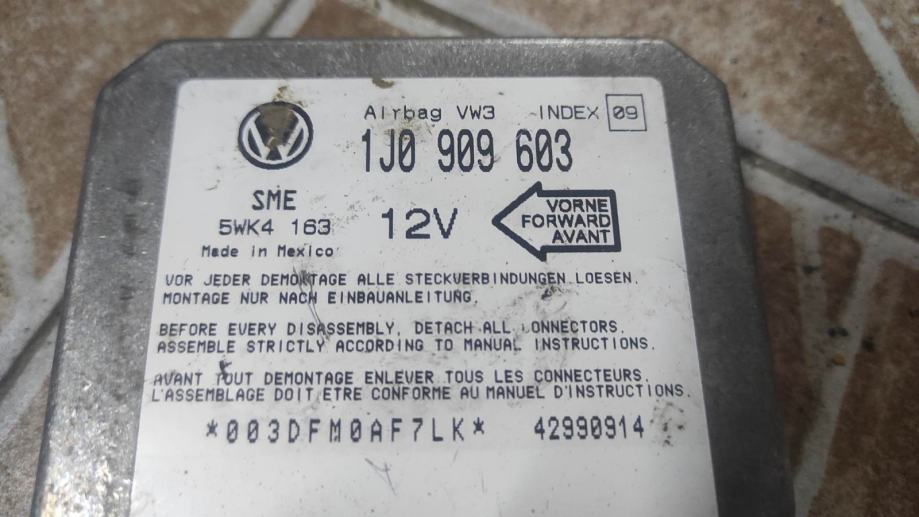 Airbag VW3 INDEX 09
1J0 909 603
SME
5WK4 163
12V
VORNE
FORWARD
AVANT
Made in Mexico
VOR JEDER DEMONTAGE ALLE STECKVERBINDUNGEN LOESEN.
MONTAGE NUR NACH EINBAUANLEITUNG.
BEFORE EVERY DISASSEMBLY, DETACH ALL CONNECTORS.
ASSEMBLE STRICTLY ACCORDING TO MANUAL INSTRUCTIONS.
AVANT TOUT DEMONTAGE ENLEVER TOUS LES CONNECTEURS.
L'ASSEMBLAGE DOIT ETRE CONFORME AU MANUEL D'INSTRUCTIONS.
*003DFM0AF7LK* 42990914